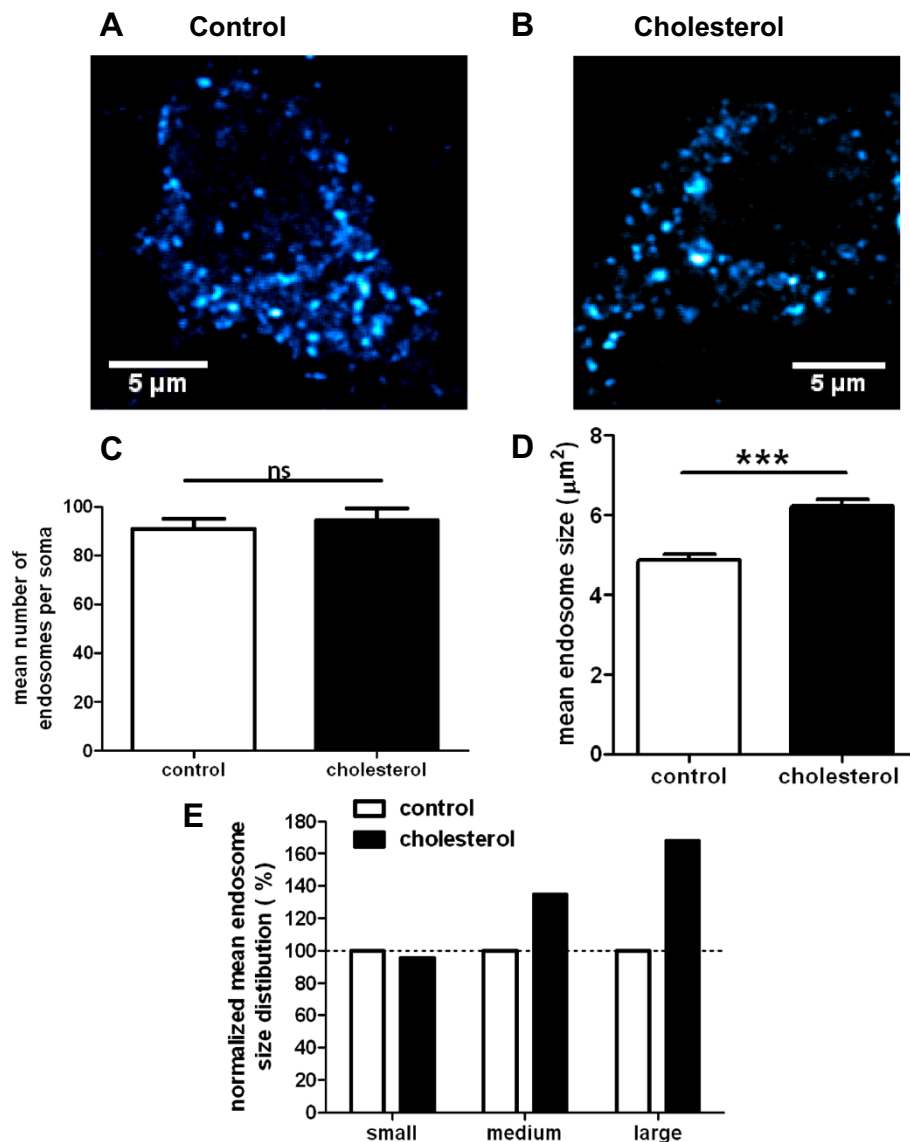 A Control
B Cholesterol
5 µm
5 µm
C
ns
mean number of
endosomes per soma
100
80
60
40
20
0
control
cholesterol
D
***
mean endosome size (µm²)
8
6
4
2
0
control
cholesterol
E
control
cholesterol
normalized mean endosome
size distibution ( %)
180
160
140
120
100
80
60
40
20
0
small
medium
large